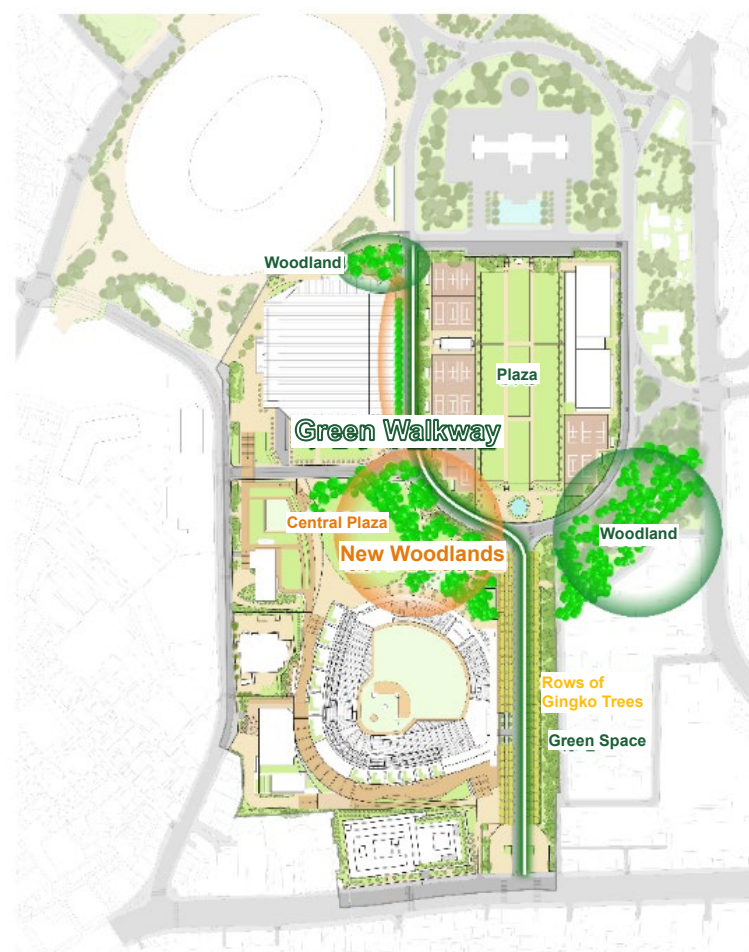 Woodland
Plaza
Green Walkway
Central Plaza
New Woodlands
Woodland
Rows of
Gingko Trees
Green Space